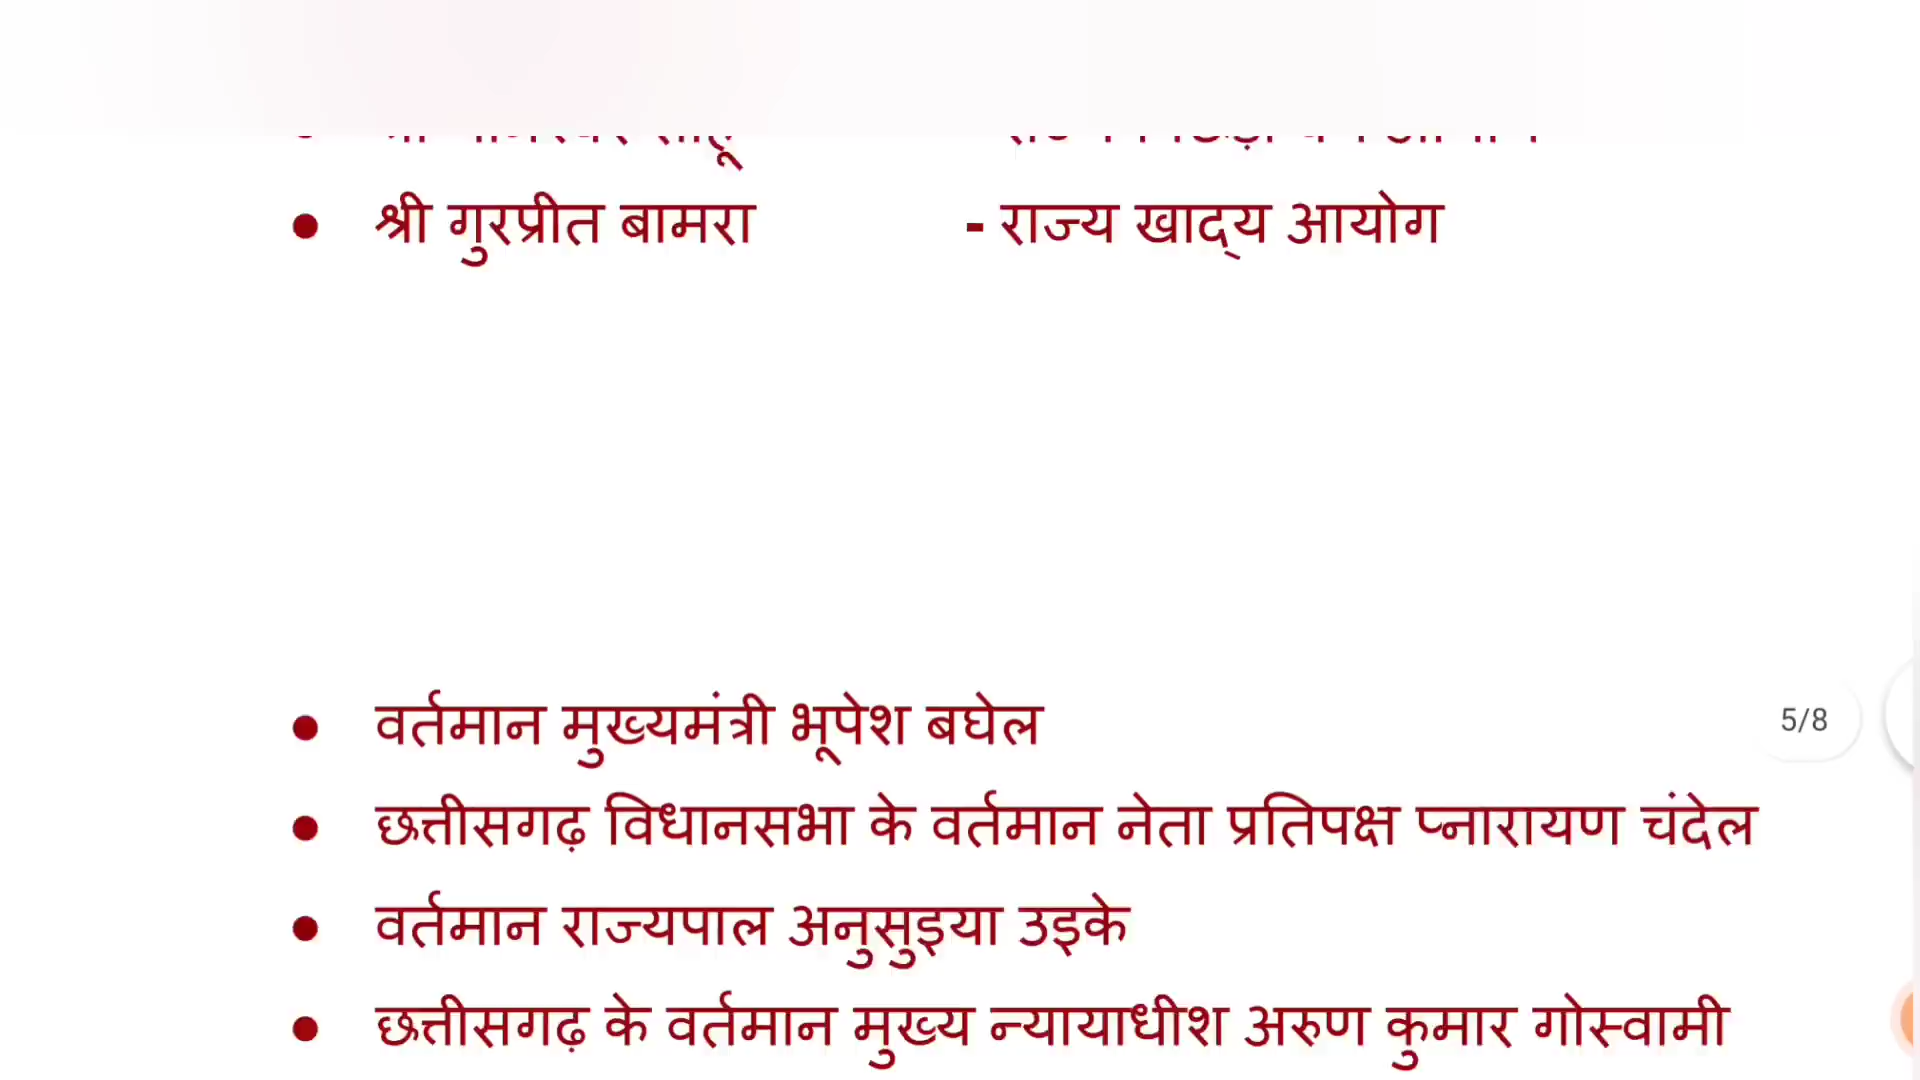 ● श्री गुरप्रीत बामरा - राज्य खाद्य आयोग
● वर्तमान मुख्यमंत्री भूपेश बघेल
5/8
● छत्तीसगढ़ विधानसभा के वर्तमान नेता प्रतिपक्ष प्नारायण चंदेल
● वर्तमान राज्यपाल अनुसुइया उइके
● छत्तीसगढ़ के वर्तमान मुख्य न्यायाधीश अरुण कुमार गोस्वामी